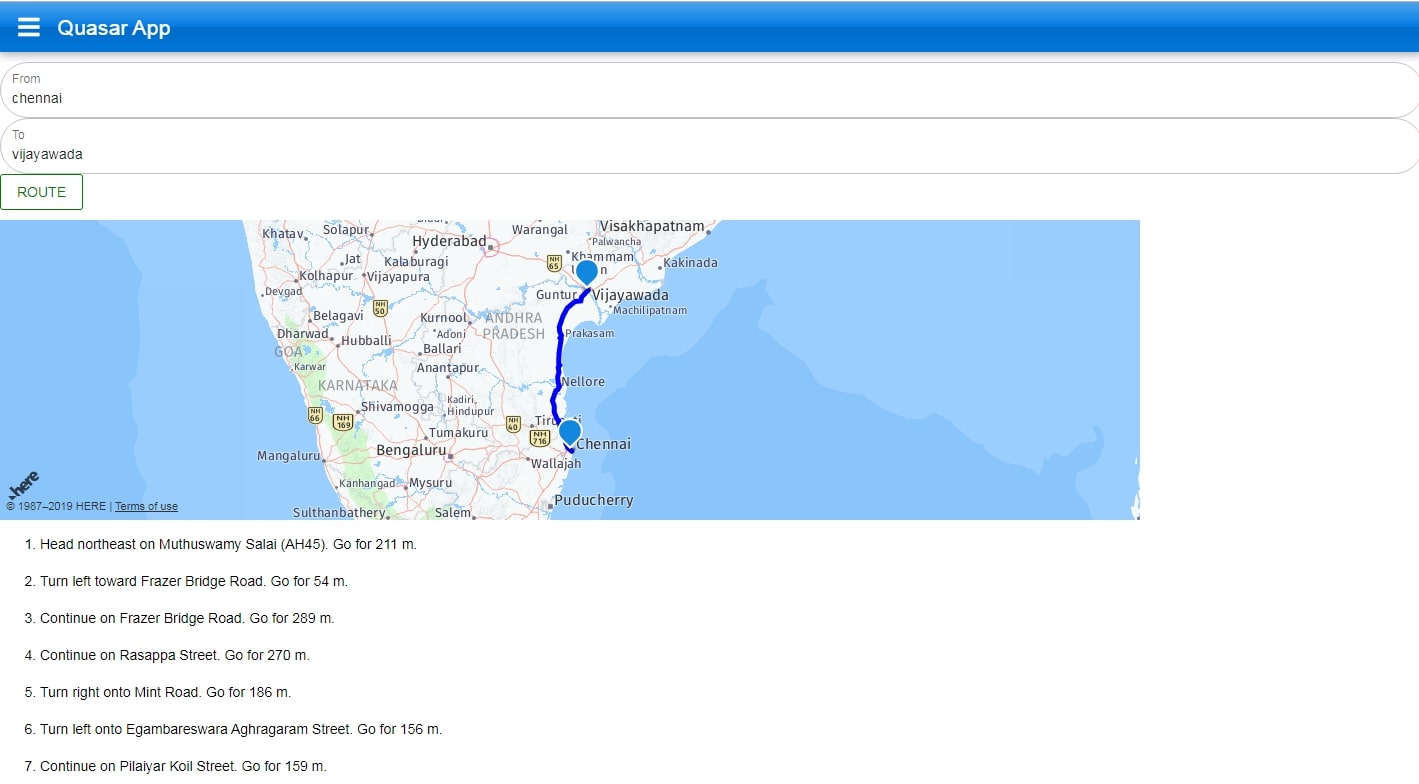 Quasar App
From
chennai
To
vijayawada
ROUTE
Khatav
Solapur
Warangal
Visakhapatnam
Hyderabad
Palwancha
Jat
Kalaburagi
NH 65
Khammam
Kakinada
Kolhapur
Vijayapura
Devgad
NH 50
Guntur
Vijayawada
Machilipatnam
Belagavi
Kurnool
ANDHRA
PRADESH
Dharwad
Hubballi
Adoni
Prakasam
GOA
Ballari
Karwar
Anantapur
KARNATAKA
Nellore
Kadiri
Hindupur
Shivamogga
NH 66
NH 169
NH 40
NH 716
Tumakuru
Bengaluru
Chennai
Mangaluru
Wallajah
Kanhangad
Mysuru
Puducherry
Sulthanbathery
Salem
here
© 1987–2019 HERE | Terms of use
1. Head northeast on Muthuswamy Salai (AH45). Go for 211 m.
2. Turn left toward Frazer Bridge Road. Go for 54 m.
3. Continue on Frazer Bridge Road. Go for 289 m.
4. Continue on Rasappa Street. Go for 270 m.
5. Turn right onto Mint Road. Go for 186 m.
6. Turn left onto Egambareswara Aghragaram Street. Go for 156 m.
7. Continue on Pilaiyar Koil Street. Go for 159 m.